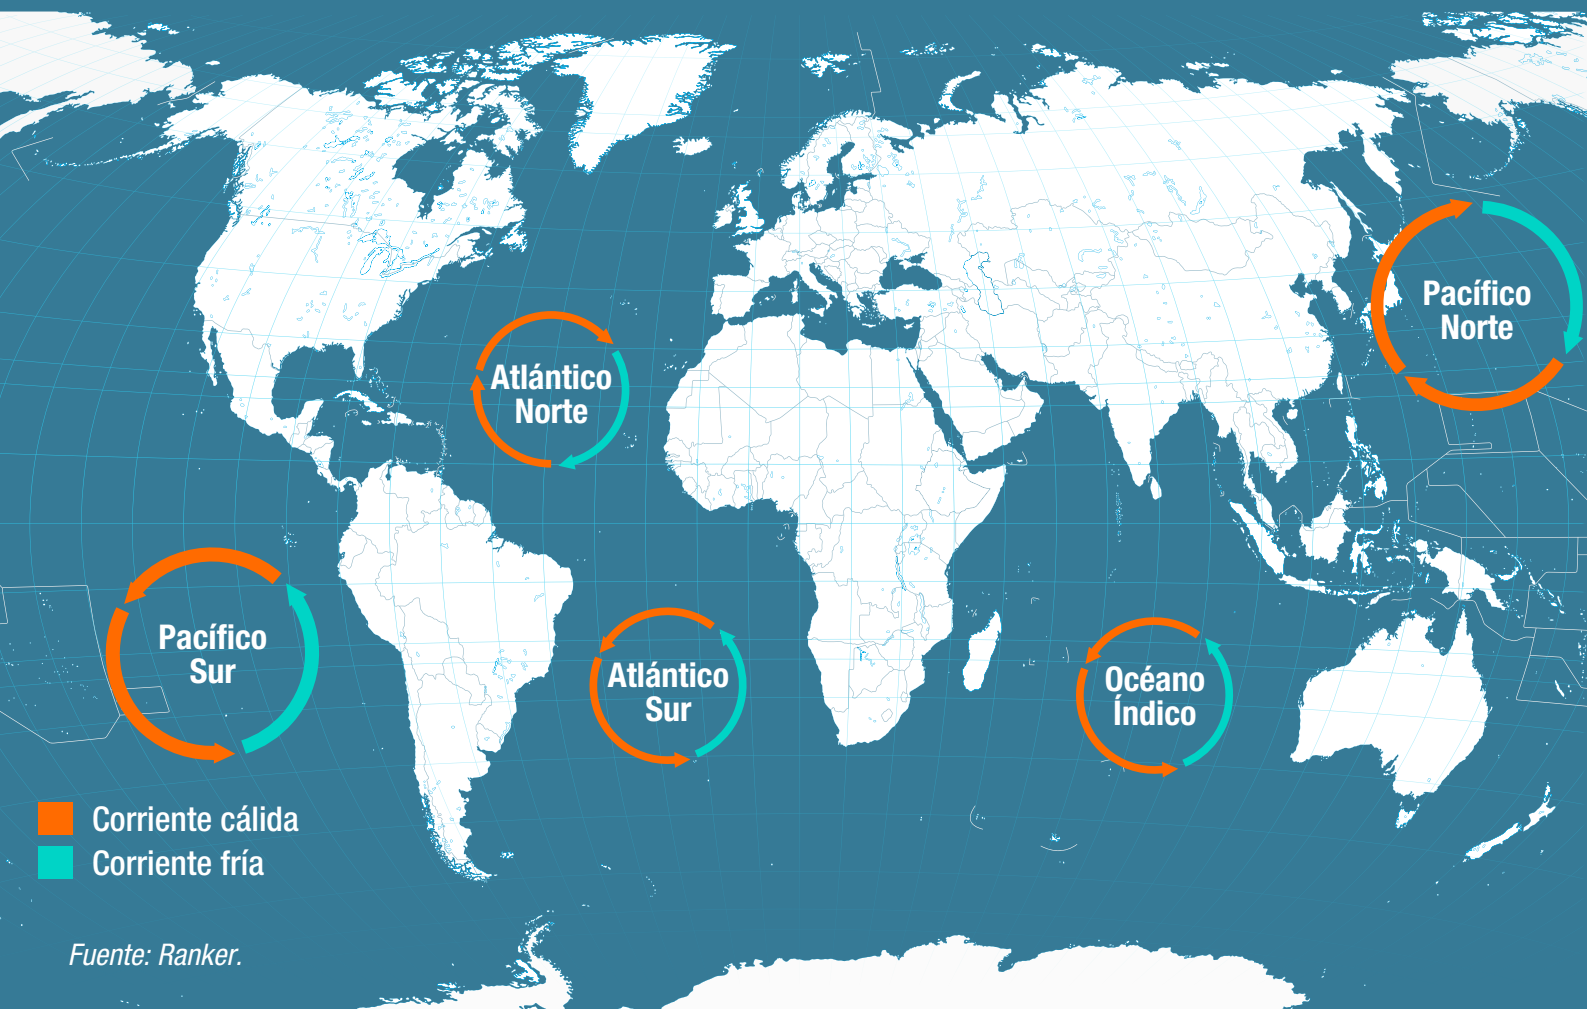 Pacífico
Norte
Atlántico
Norte
Pacífico
Sur
Atlántico
Sur
Océano
Índico
Corriente cálida
Corriente fría
Fuente: Ranker.